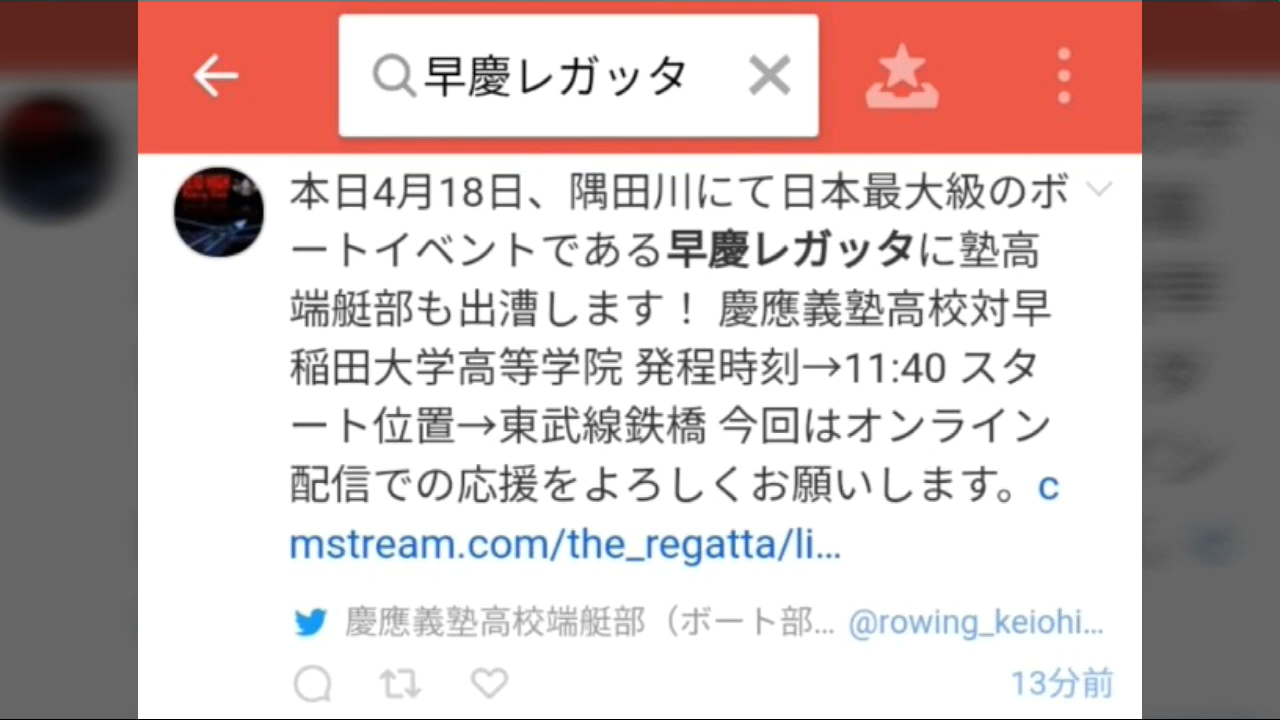 早慶レガッタ
本日4月18日、隅田川にて日本最大級のボ
ートイベントである早慶レガッタに塾高
端艇部も出漕します！ 慶應義塾高校対早
稲田大学高等学院 発程時刻→11:40 スタ
ート位置→東武線鉄橋 今回はオンライン
配信での応援をよろしくお願いします。c
mstream.com/the_regatta/li...
慶應義塾高校端艇部（ボート部... @rowing_keiohi...
13分前